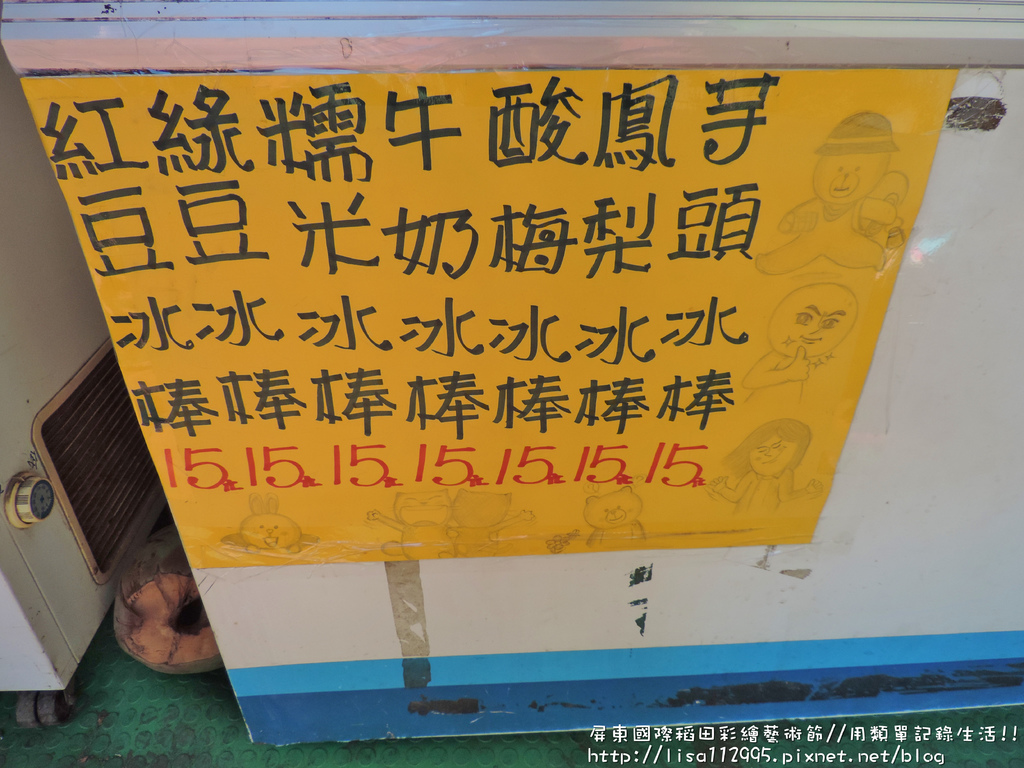 紅豆冰棒15元
綠豆冰棒15元
糯米冰棒15元
牛奶冰棒15元
酸梅冰棒15元
鳳梨冰棒15元
芋頭冰棒15元
屏東國際稻田彩繪藝術節//用類單記錄生活!!
http://lisa112995.pixnet.net/blog